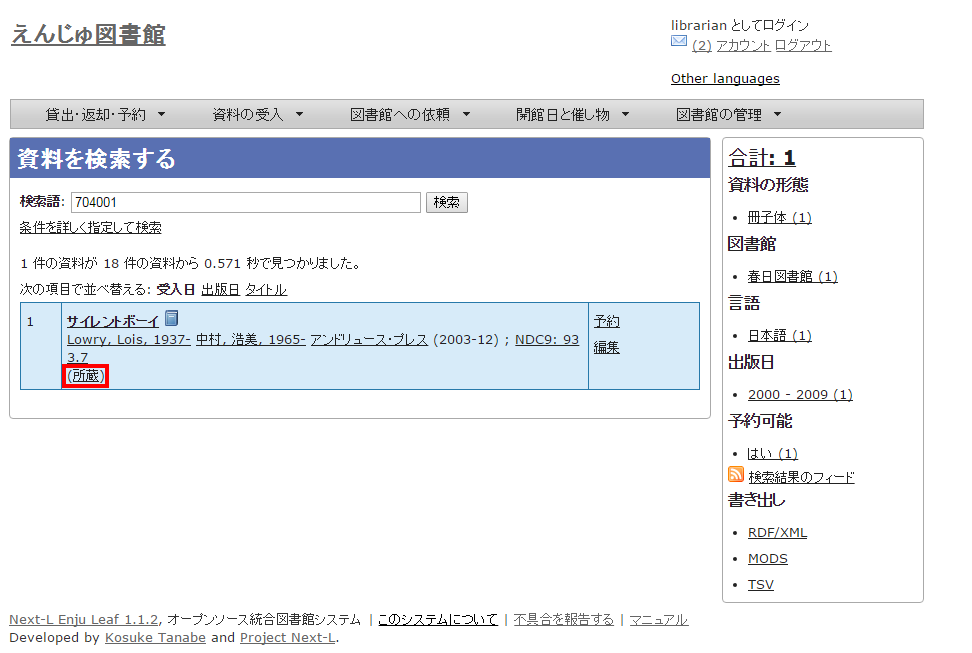 えんじゅ図書館
librarian としてログイン
(2) アカウント ログアウト
Other languages
貸出・返却・予約 ▼ 資料の受入 ▼ 図書館への依頼 ▼ 開館日と催し物 ▼ 図書館の管理 ▼
資料を検索する
検索語: 704001 検索
条件を詳しく指定して検索
1 件の資料が 18 件の資料から 0.571 秒で見つかりました。
次の項目で並べ替える: 受入日 出版日 タイトル
1 サイレントボーイ
Lowry, Lois, 1937- 中村, 浩美, 1965- アンドリュース・プレス (2003-12) ; NDC9: 93
3.7
(所蔵)
予約
編集
合計: 1
資料の形態
• 冊子体 (1)
図書館
• 春日図書館 (1)
言語
• 日本語 (1)
出版日
• 2000 - 2009 (1)
予約可能
• はい (1)
検索結果のフィード
書き出し
• RDF/XML
• MODS
• TSV
Next-L Enju Leaf 1.1.2, オープンソース統合図書館システム | このシステムについて | 不具合を報告する | マニュアル
Developed by Kosuke Tanabe and Project Next-L.